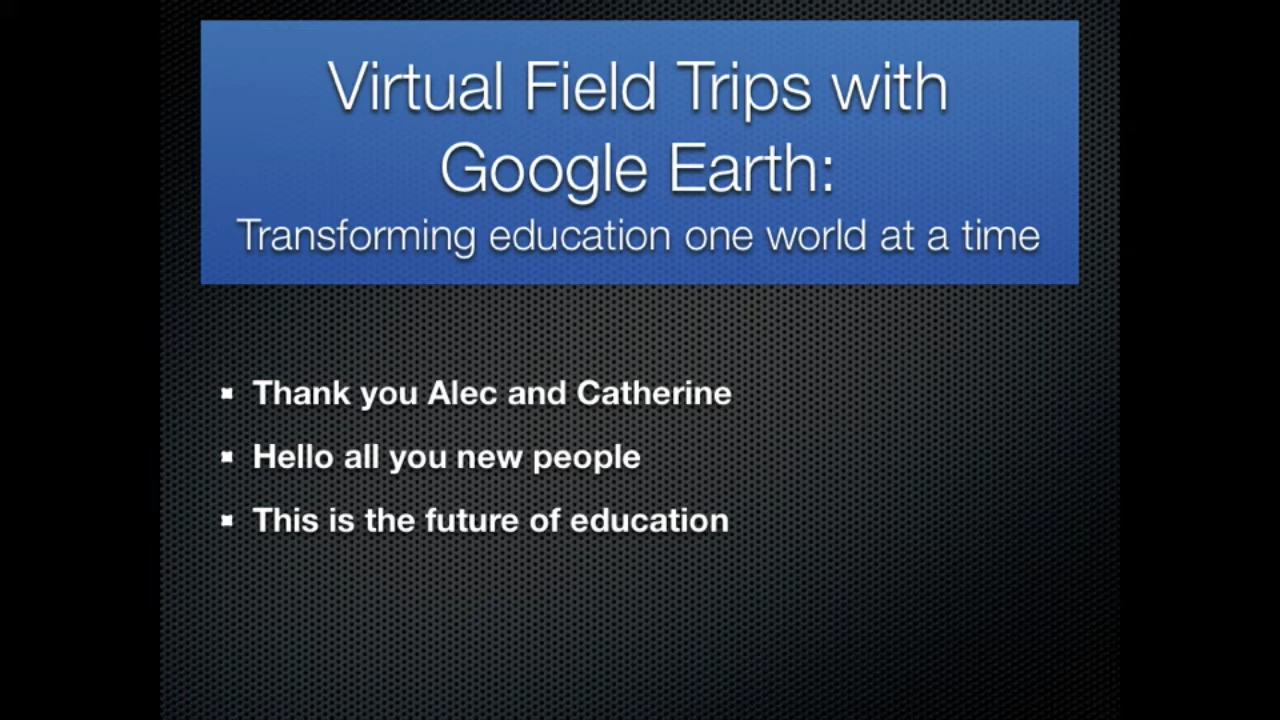 Virtual Field Trips with
Google Earth:
Transforming education one world at a time
Thank you Alec and Catherine
Hello all you new people
This is the future of education